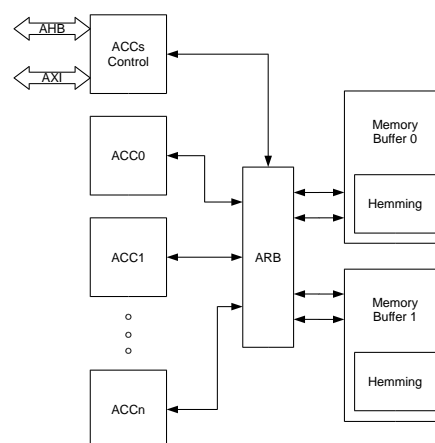 AHB
AXI
ACCs
Control
ACC0
ACC1
ACCn
ARB
Memory
Buffer 0
Hemming
Memory
Buffer 1
Hemming